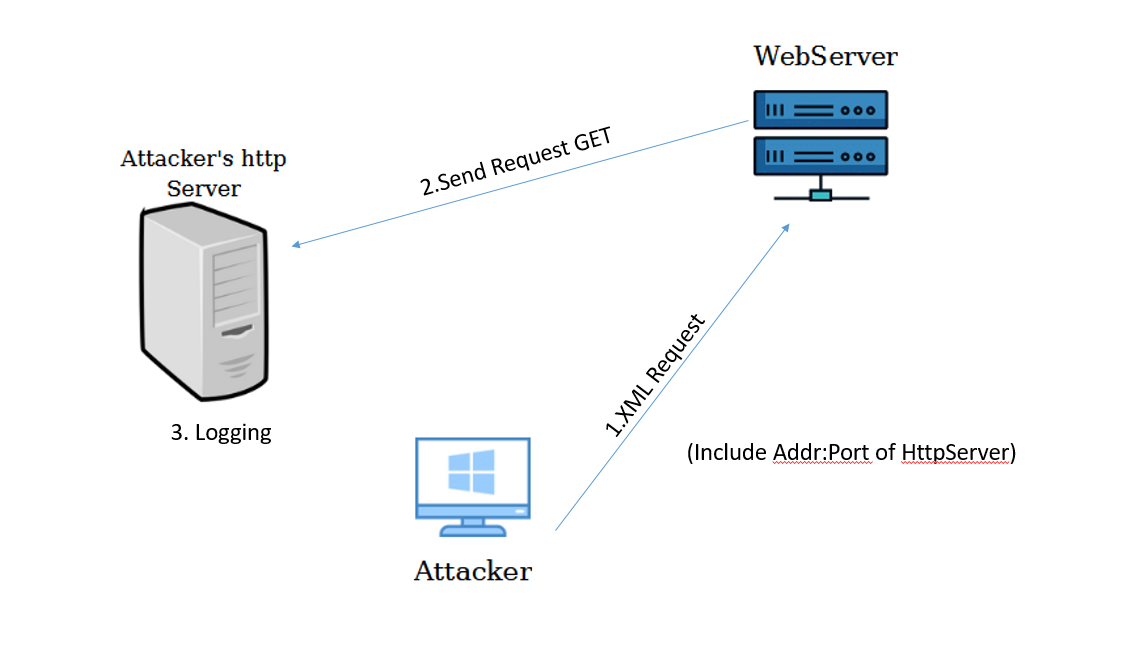 WebServer
2.Send Request GET
Attacker's http
Server
3. Logging
1.XML Request
(Include Addr:Port of HttpServer)
Attacker